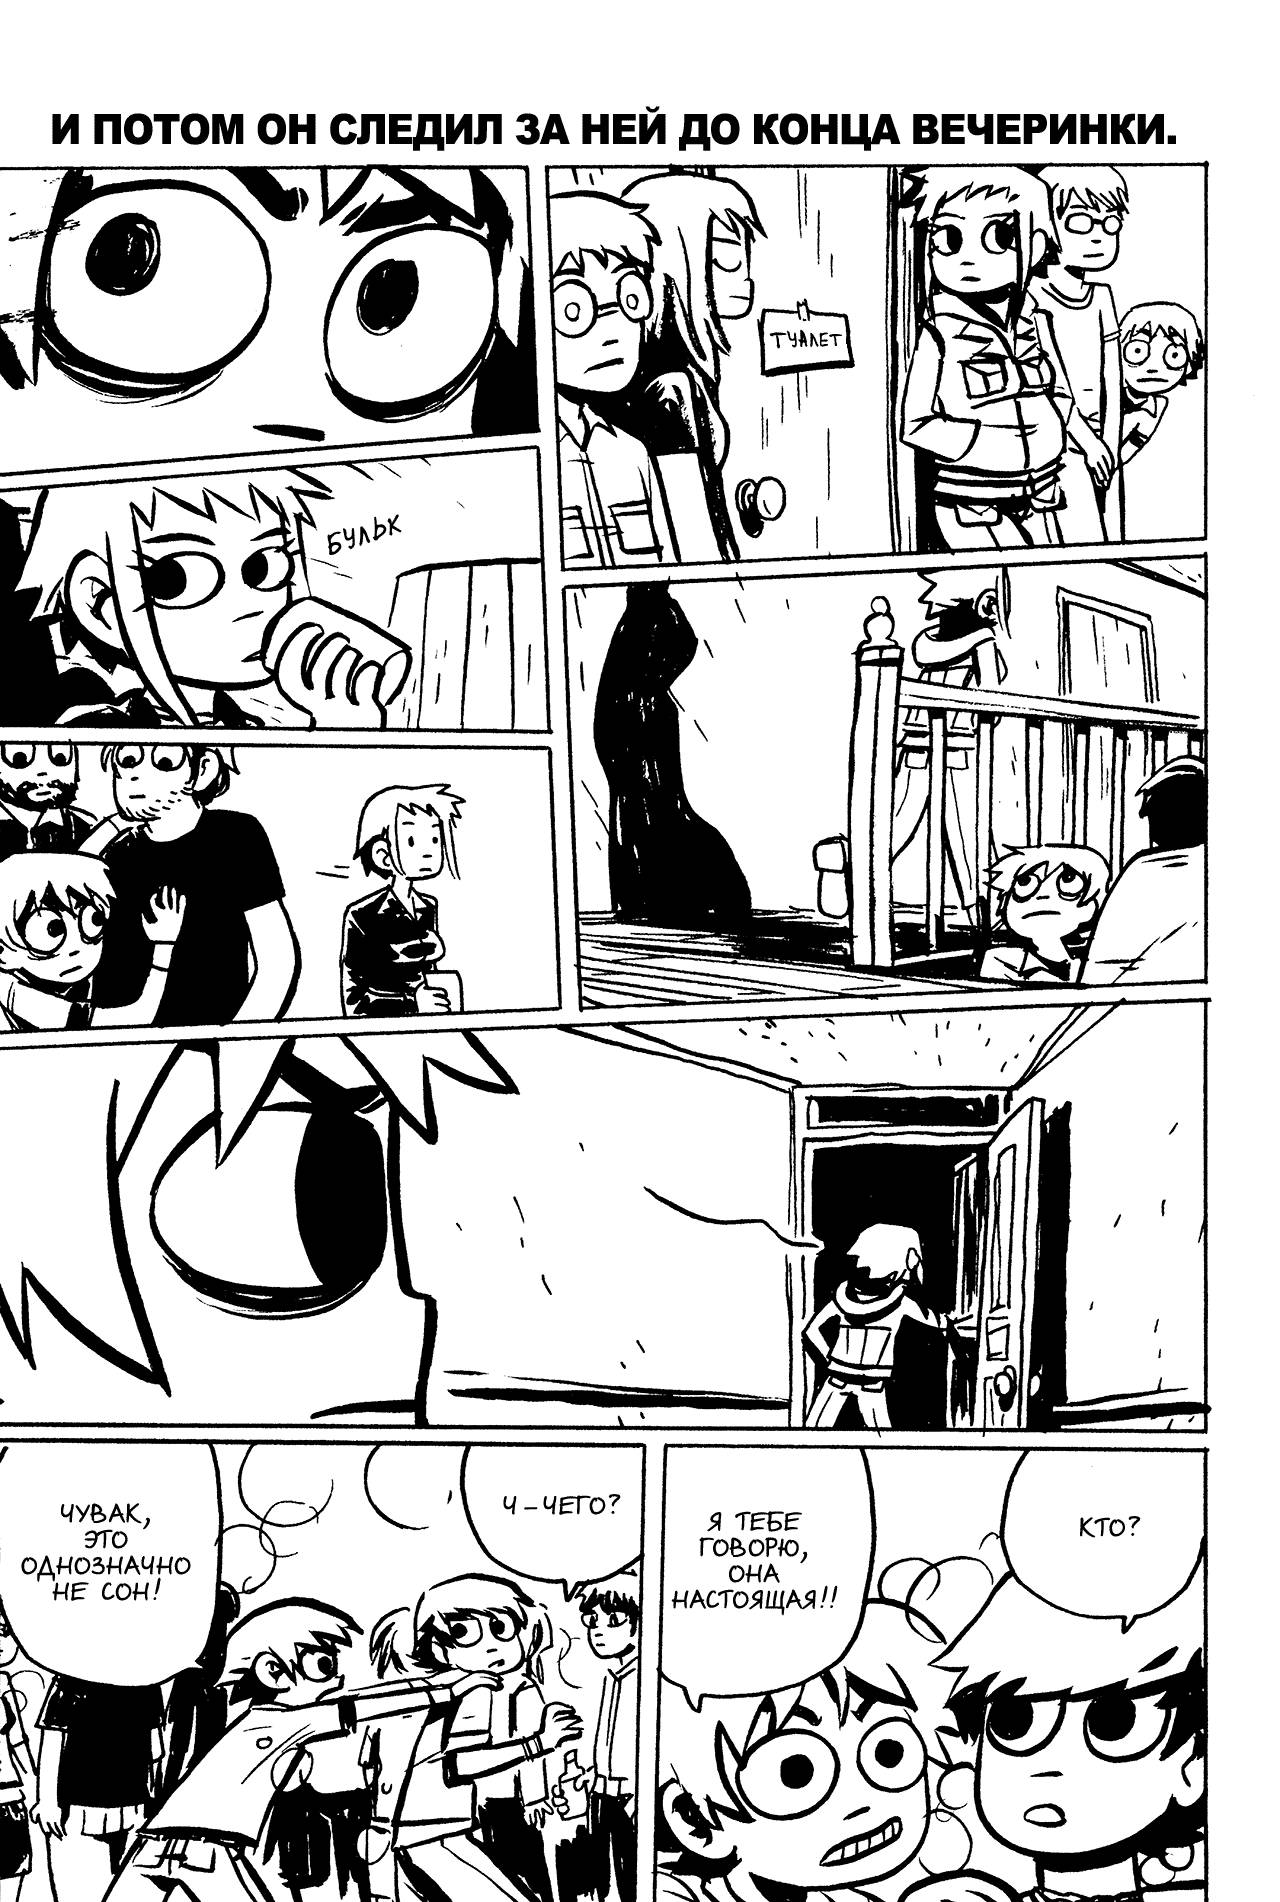 И ПОТОМ ОН СЛЕДИЛ ЗА НЕЙ ДО КОНЦА ВЕЧЕРИНКИ.
ТУАЛЕТ
БУЛЬК
ЧУВАК,
ЭТО
ОДНОЗНАЧНО
НЕ СОН!
Ч-ЧЕГО?
Я ТЕБЕ
ГОВОРЮ,
ОНА
НАСТОЯЩАЯ!!
КТО?